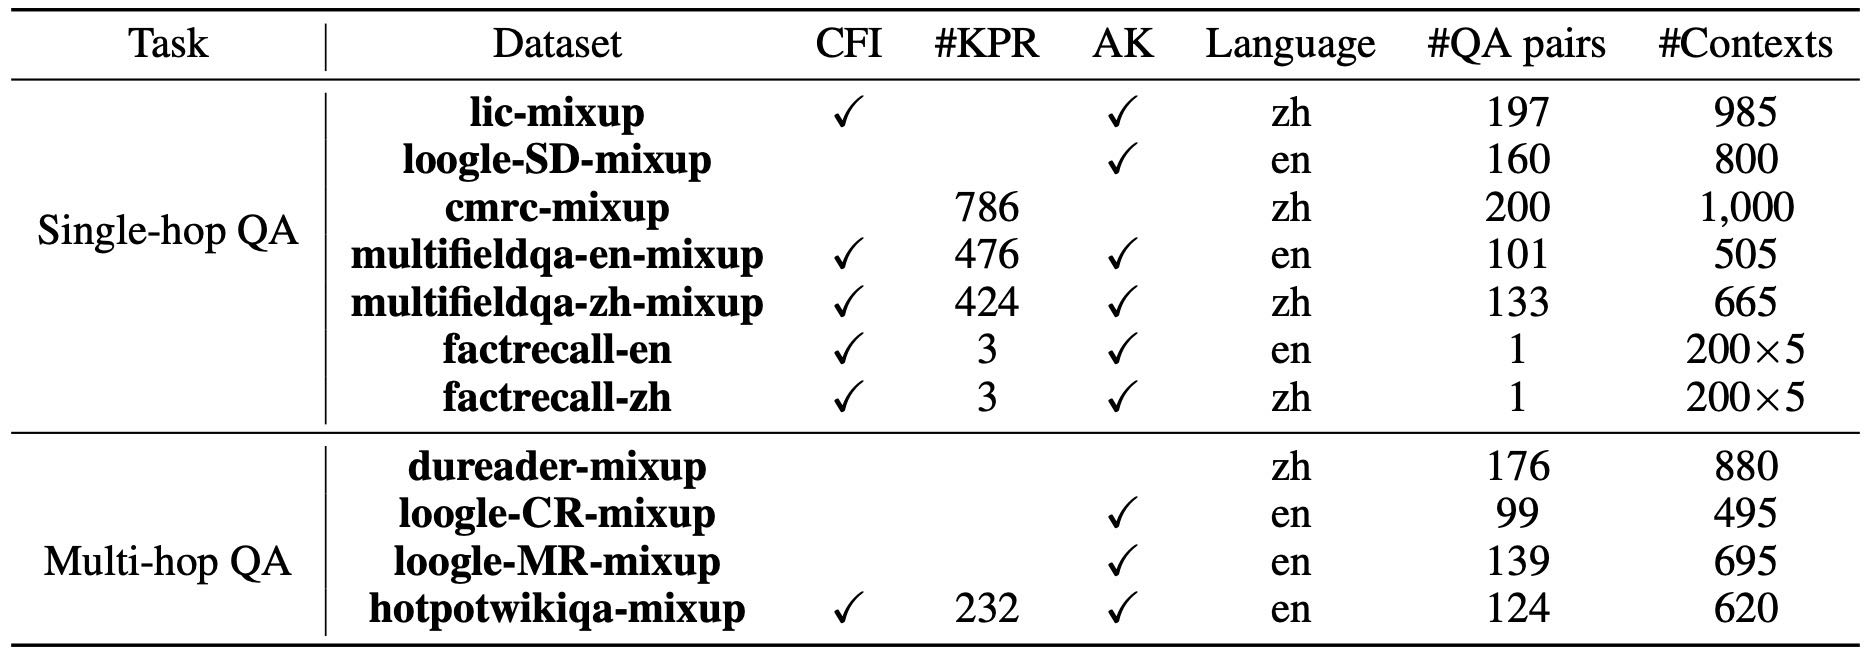 Task Dataset CFI #KPR AK Language #QA pairs #Contexts
lic-mixup ✓ ✓ zh 197 985
loogle-SD-mixup ✓ en 160 800
cmrc-mixup 786 zh 200 1,000
Single-hop QA
multifieldqa-en-mixup ✓ 476 ✓ en 101 505
multifieldqa-zh-mixup ✓ 424 ✓ zh 133 665
factrecall-en ✓ 3 ✓ en 1 200×5
factrecall-zh ✓ 3 ✓ zh 1 200×5
dureader-mixup zh 176 880
loogle-CR-mixup ✓ en 99 495
Multi-hop QA loogle-MR-mixup ✓ en 139 695
hotpotwikiqa-mixup ✓ 232 ✓ en 124 620